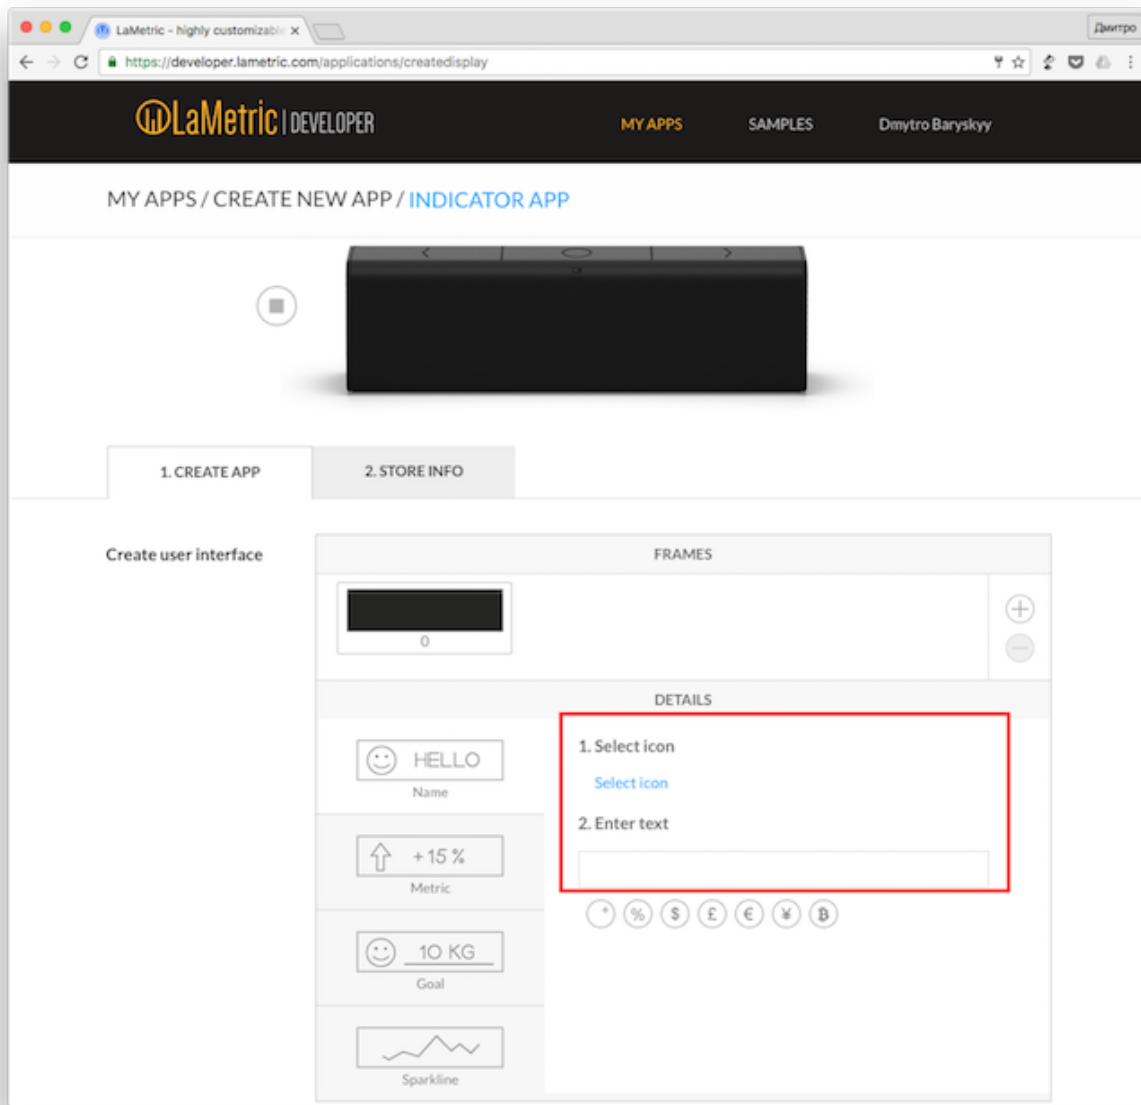 LaMetric - highly customizabl
Дмитро
https://developer.lametric.com/applications/createdisplay
LaMetric | DEVELOPER
MY APPS
SAMPLES
Dmytro Baryskyy
MY APPS / CREATE NEW APP / INDICATOR APP
1. CREATE APP
2. STORE INFO
Create user interface
FRAMES
0
DETAILS
HELLO
Name
+ 15 %
Metric
10 KG
Goal
Sparkline
1. Select icon
Select icon
2. Enter text
° % $ £ € ¥ ₿